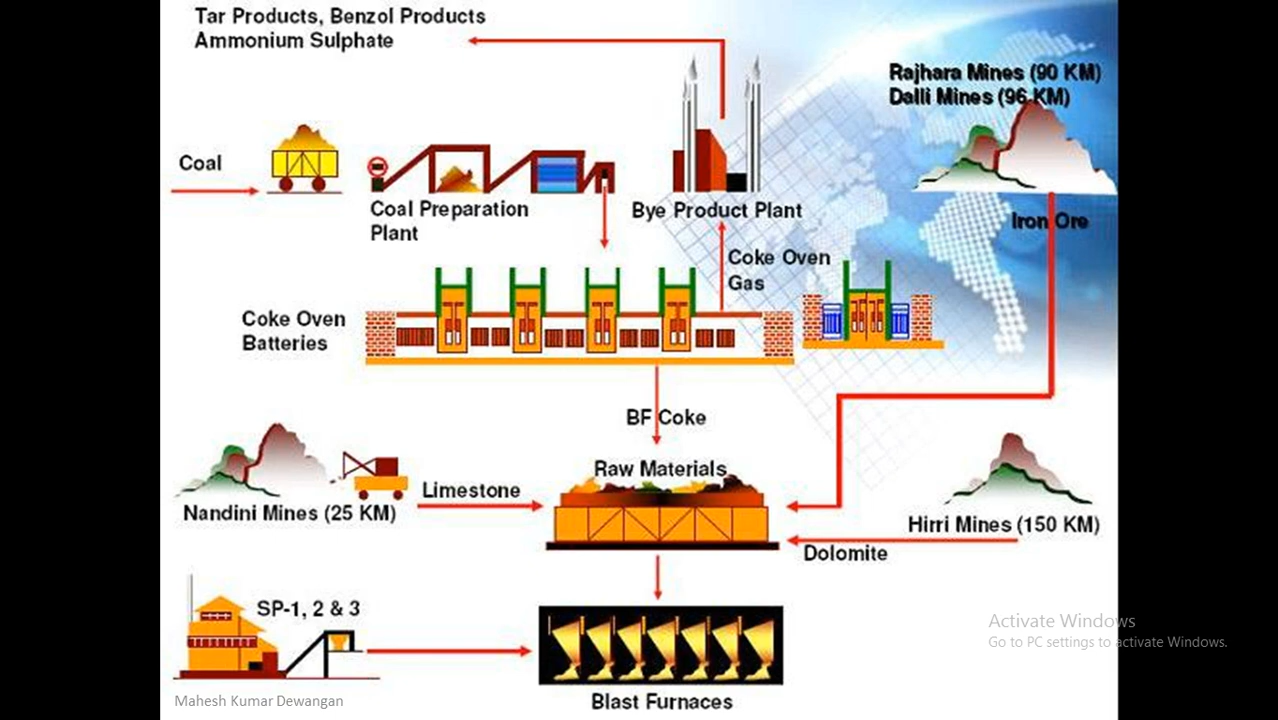 Tar Products, Benzol Products
Ammonium Sulphate
Rajhara Mines (90 KM)
Dalli Mines (96 KM)
Coal
Coal Preparation
Plant
Bye Product Plant
Iron Ore
Coke Oven
Gas
Coke Oven
Batteries
BF Coke
Raw Materials
Limestone
Nandini Mines (25 KM)
Hirri Mines (150 KM)
Dolomite
SP-1, 2 & 3
Activate Windows
Go to PC settings to activate Windows.
Mahesh Kumar Dewangan
Blast Furnaces